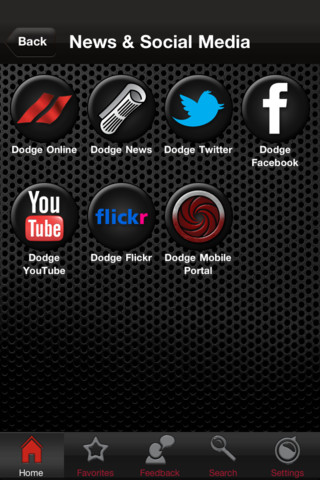 Back
News & Social Media
Dodge Online
Dodge News
Dodge Twitter
Dodge
Facebook
f
You
Tube
flickr
Dodge
YouTube
Dodge Flickr
Dodge Mobile
Portal
Home
Favorites
Feedback
Search
Settings